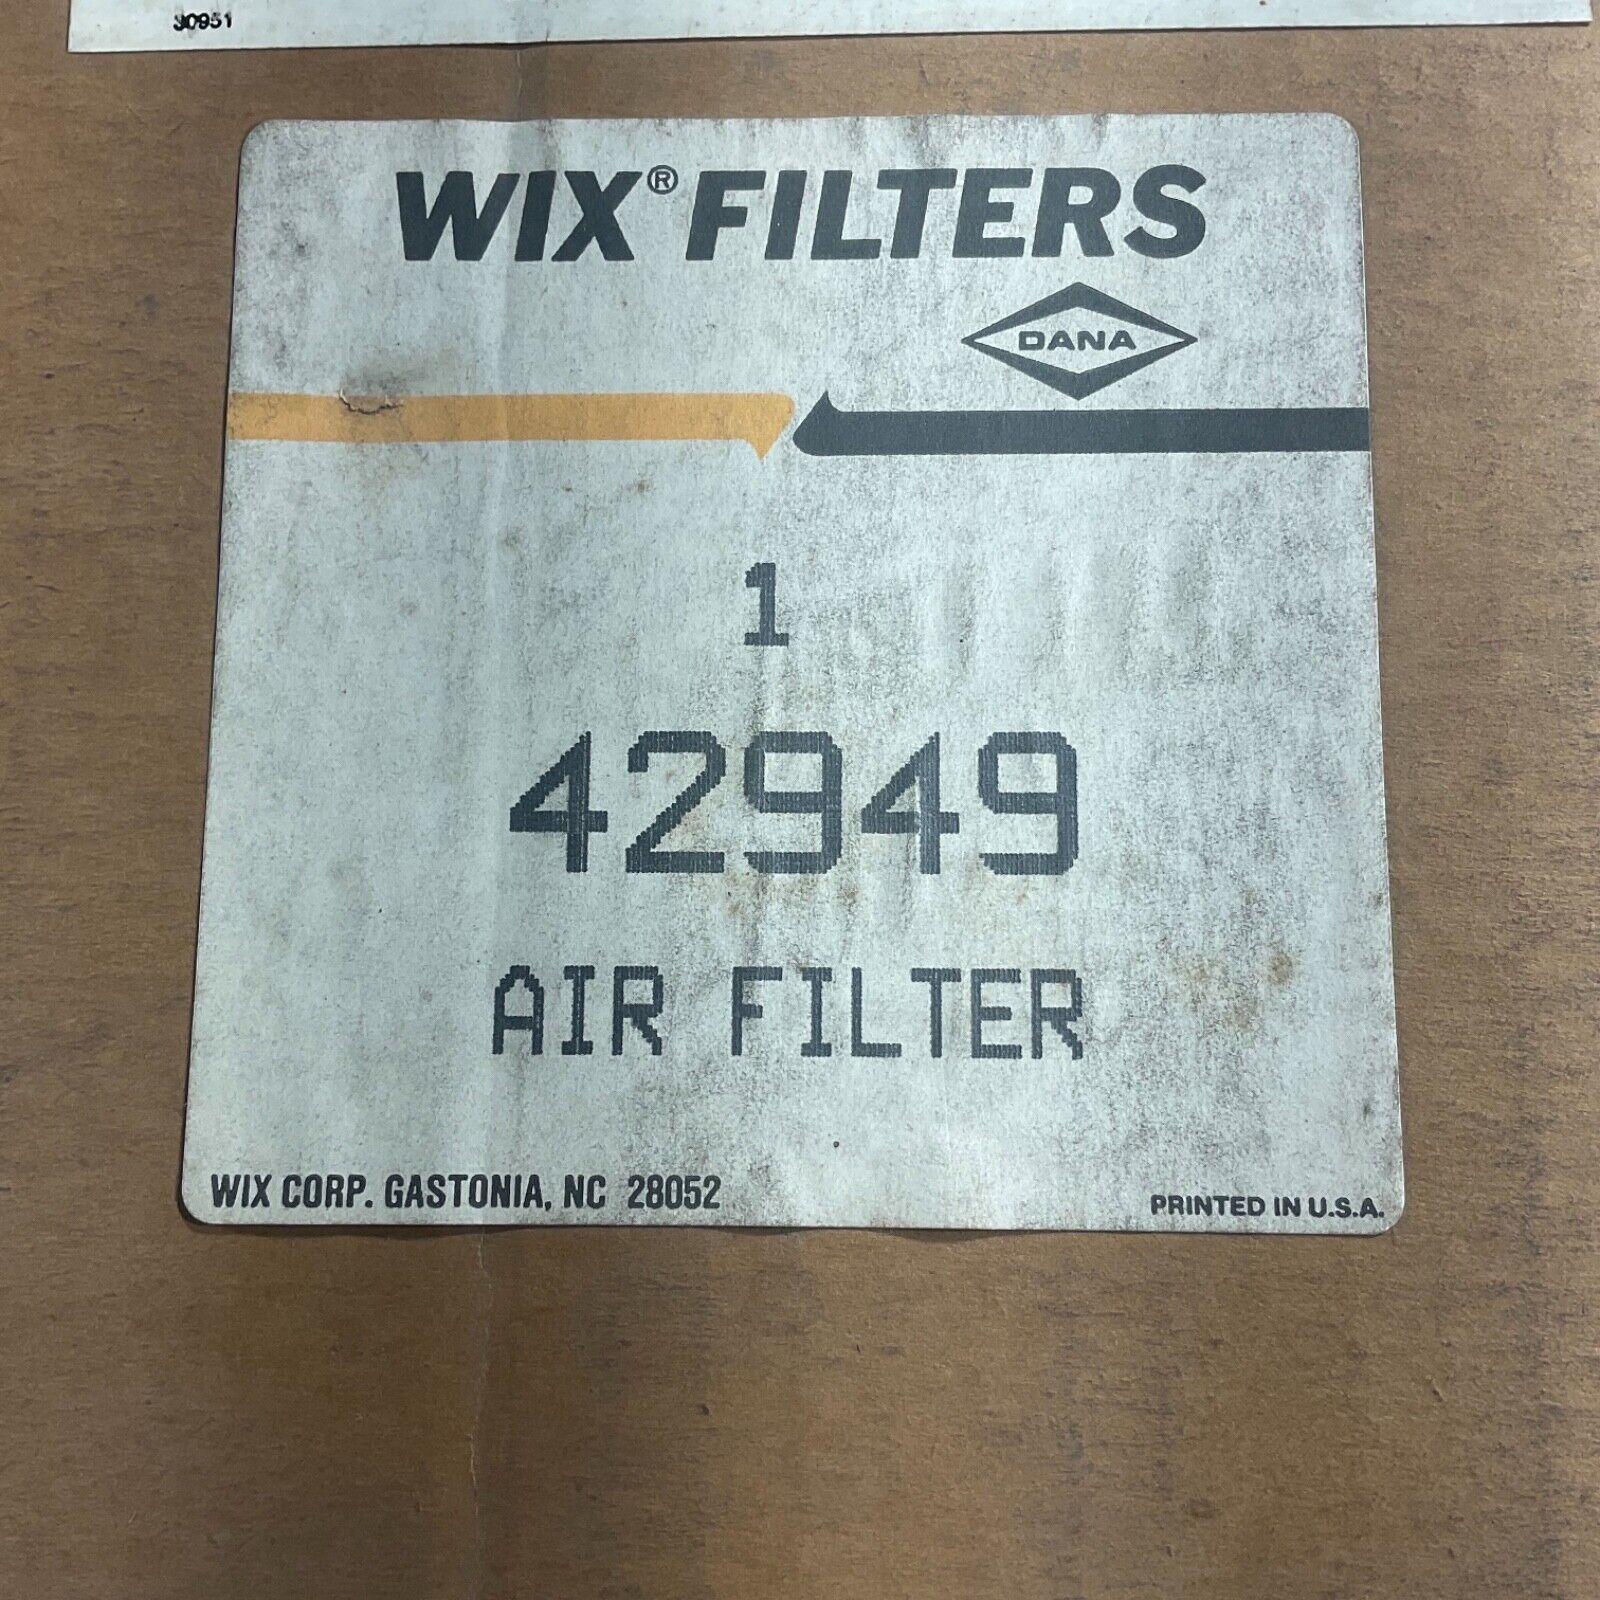 30951
WIX® FILTERS
DANA
1
42949
AIR FILTER
WIX CORP. GASTONIA, NC 28052
PRINTED IN U.S.A.